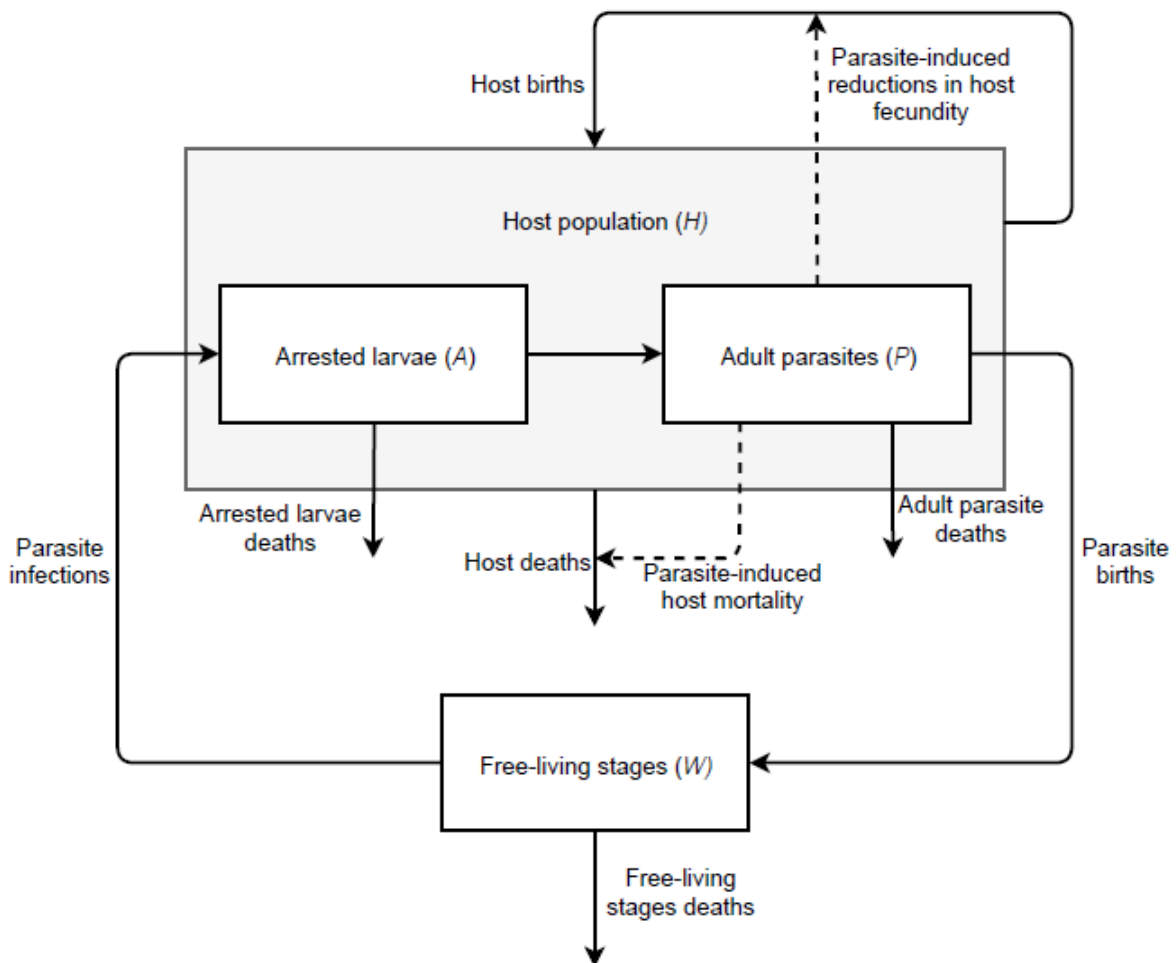 Host births
Parasite-induced
reductions in host
fecundity
Host population (H)
Arrested larvae (A)
Adult parasites (P)
Arrested larvae
deaths
Adult parasite
deaths
Parasite
infections
Host deaths
Parasite-induced
host mortality
Parasite
births
Free-living stages (W)
Free-living
stages deaths